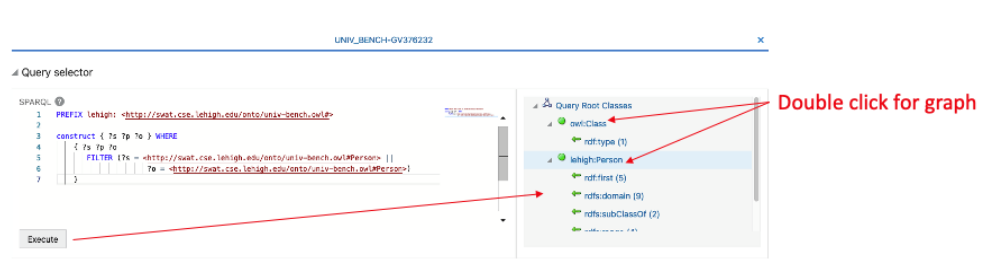 UNIV_BENCH-GV376232 ×
Query selector
SPARQL ?
1 PREFIX lehigh: <http://swat.cse.lehigh.edu/onto/univ-bench.owl#>
2
3 construct { ?s ?p ?o } WHERE
4 { ?s ?p ?o
5 FILTER (?s = <http://swat.cse.lehigh.edu/onto/univ-bench.owl#Person> ||
6 ?o = <http://swat.cse.lehigh.edu/onto/univ-bench.owl#Person>)
7 }
Execute
Query Root Classes
owl:Class
rdf:type (1)
lehigh:Person
rdf:first (5)
rdfs:domain (9)
rdfs:subClassOf (2)
Double click for graph